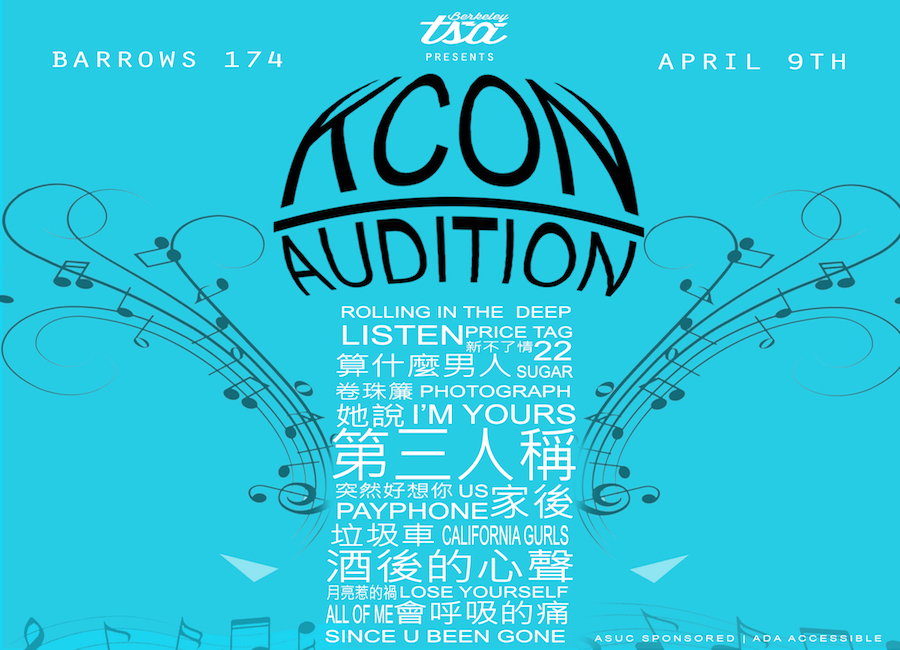 Berkeley
tsa
PRESENTS
BARROWS 174
APRIL 9TH
KCON
AUDITION
ROLLING IN THE DEEP
LISTEN PRICE TAG
新不了情 22
算什麼男人 SUGAR
卷珠簾 PHOTOGRAPH
她說 I'M YOURS
第三人稱
突然好想你 US 家後
PAYPHONE
垃圾車 CALIFORNIA GURLS
酒後的心聲
月亮惹的禍 LOSE YOURSELF
ALL OF ME 會呼吸的痛
SINCE U BEEN GONE
ASUC SPONSORED | ADA ACCESSIBLE